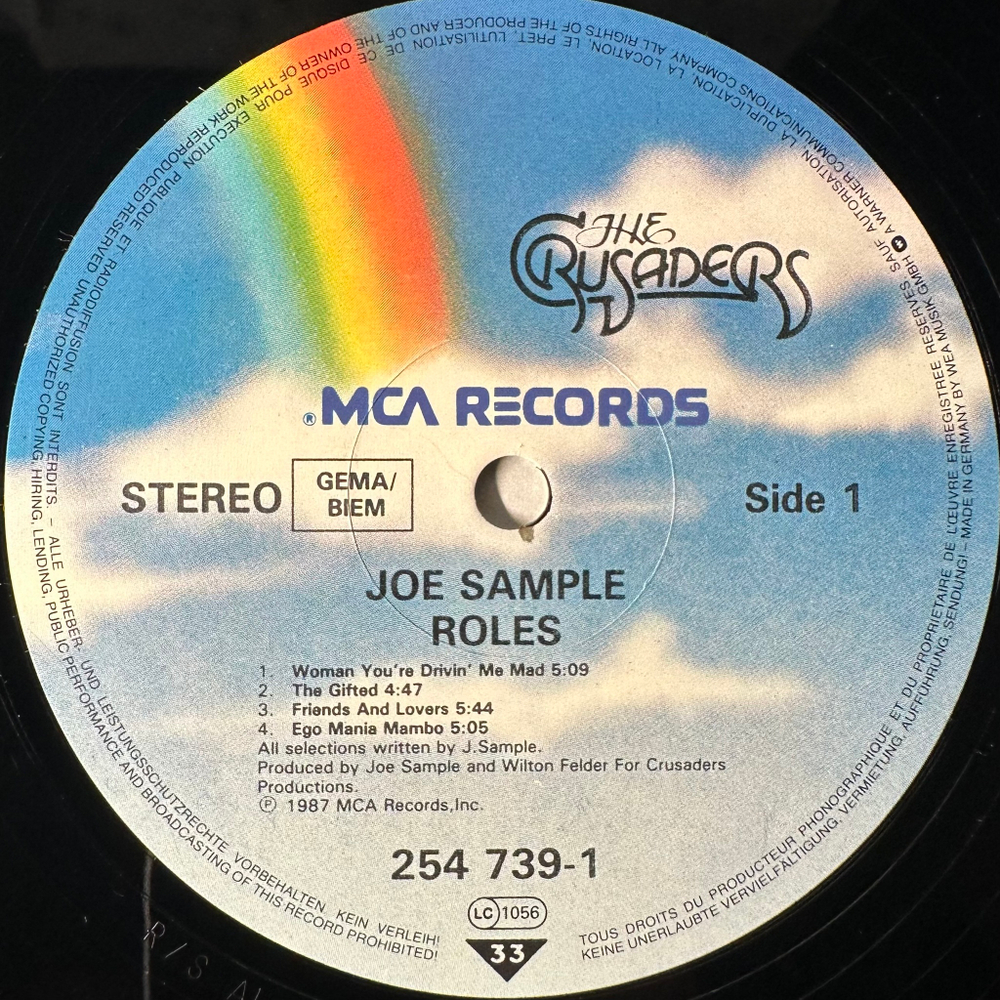 THE
CRUSADERS
® MCA RECORDS
STEREO
GEMA/
BIEM
Side 1
JOE SAMPLE
ROLES
1. Woman You're Drivin' Me Mad 5:09
2. The Gifted 4:47
3. Friends And Lovers 5:44
4. Ego Mania Mambo 5:05
All selections written by J.Sample.
Produced by Joe Sample and Wilton Felder For Crusaders
Productions.
℗ 1987 MCA Records,Inc.
254 739-1
LC 1056
33
TOUS DROITS DU PRODUCTEUR PHONOGRAPHIQUE ET DU PROPRIETAIRE DE L'ŒUVRE ENREGISTREE RESERVES. SAUF AUTORISATION, LA DUPLICATION, LA LOCATION, LE PRET, L'UTILISATION DE CE DISQUE POUR EXECUTION PUBLIQUE ET RADIODIFFUSION SONT INTERDITS. – ALLE URHEBER- UND LEISTUNGSSCHUTZRECHTE VORBEHALTEN. KEIN VERLEIH!
KEINE UNERLAUBTE VERVIELFÄLTIGUNG, VERMIETUNG, AUFFÜHRUNG, SENDUNG! – MADE IN GERMANY BY WEA MUSIK GMBH A WARNER COMMUNICATIONS COMPANY ALL RIGHTS OF THE PRODUCER AND OF THE OWNER OF THE WORK REPRODUCED RESERVED UNAUTHORIZED COPYING, HIRING, LENDING, PUBLIC PERFORMANCE AND BROADCASTING OF THIS RECORD PROHIBITED!
R/S